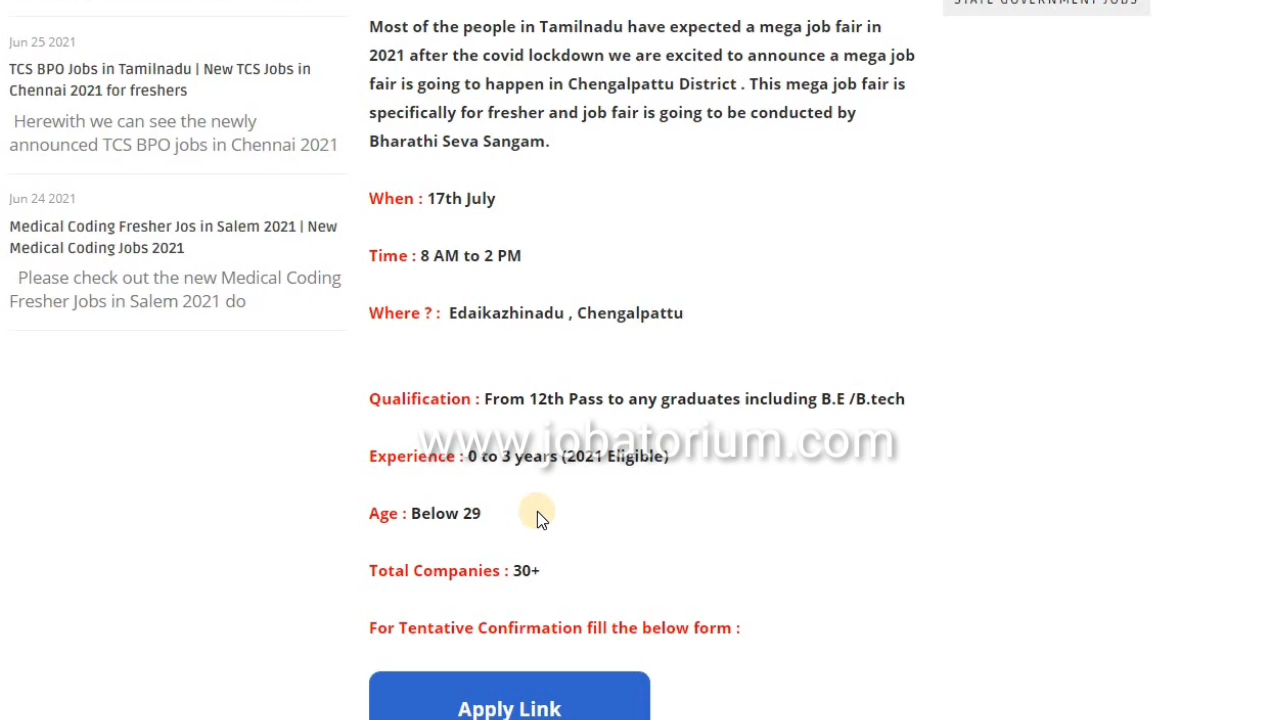 STATE GOVERNMENT JOBS
Jun 25 2021
TCS BPO Jobs in Tamilnadu | New TCS Jobs in
Chennai 2021 for freshers
Herewith we can see the newly
announced TCS BPO jobs in Chennai 2021
Jun 24 2021
Medical Coding Fresher Jos in Salem 2021 | New
Medical Coding Jobs 2021
Please check out the new Medical Coding
Fresher Jobs in Salem 2021 do
Most of the people in Tamilnadu have expected a mega job fair in
2021 after the covid lockdown we are excited to announce a mega job
fair is going to happen in Chengalpattu District . This mega job fair is
specifically for fresher and job fair is going to be conducted by
Bharathi Seva Sangam.
When : 17th July
Time : 8 AM to 2 PM
Where ? : Edaikazhinadu , Chengalpattu
Qualification : From 12th Pass to any graduates including B.E /B.tech
www.jobatorium.com
Experience : 0 to 3 years (2021 Eligible)
Age : Below 29
Total Companies : 30+
For Tentative Confirmation fill the below form :
Apply Link